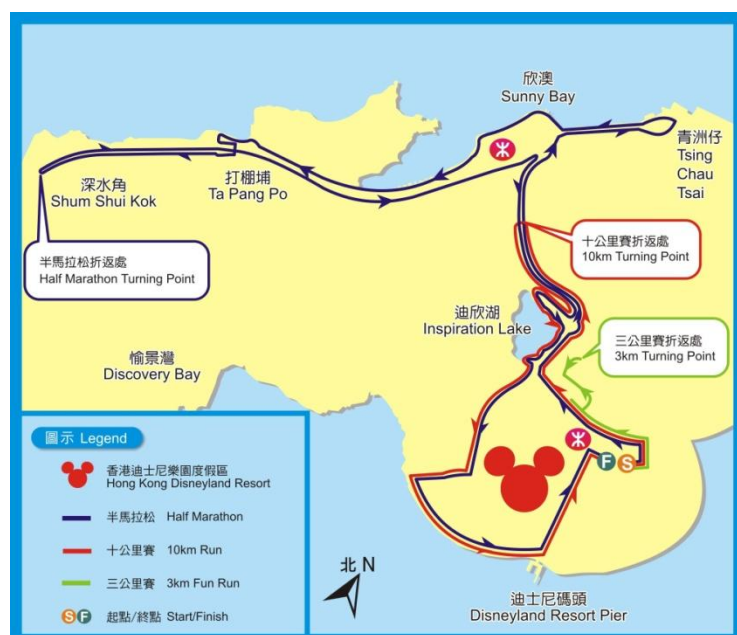 欣澳
Sunny Bay
青洲仔
Tsing
Chau
Tsai
深水角
Shum Shui Kok
打棚埔
Ta Pang Po
半馬拉松折返處
Half Marathon Turning Point
十公里賽折返處
10km Turning Point
迪欣湖
Inspiration Lake
三公里賽折返處
3km Turning Point
愉景灣
Discovery Bay
F S
圖示 Legend
香港迪士尼樂園度假區
Hong Kong Disneyland Resort
半馬拉松 Half Marathon
十公里賽 10km Run
三公里賽 3km Fun Run
S F 起點/終點 Start/Finish
北 N
迪士尼碼頭
Disneyland Resort Pier